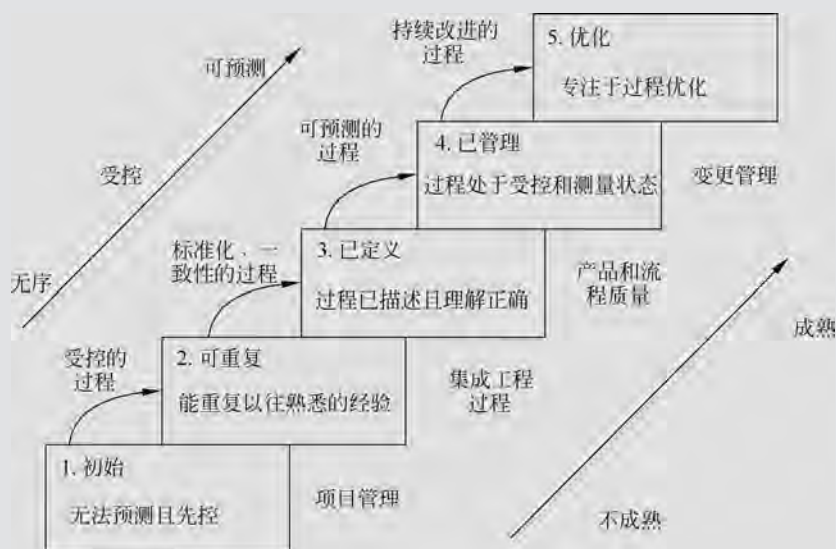 持续改进的
过程
5. 优化
专注于过程优化
可预测
可预测的
过程
4. 已管理
过程处于受控和测量状态
变更管理
受控
标准化、一
致性的过程
3. 已定义
过程已描述且理解正确
产品和流
程质量
无序
成熟
受控的
过程
2. 可重复
能重复以往熟悉的经验
集成工程
过程
1. 初始
无法预测且先控
项目管理
不成熟